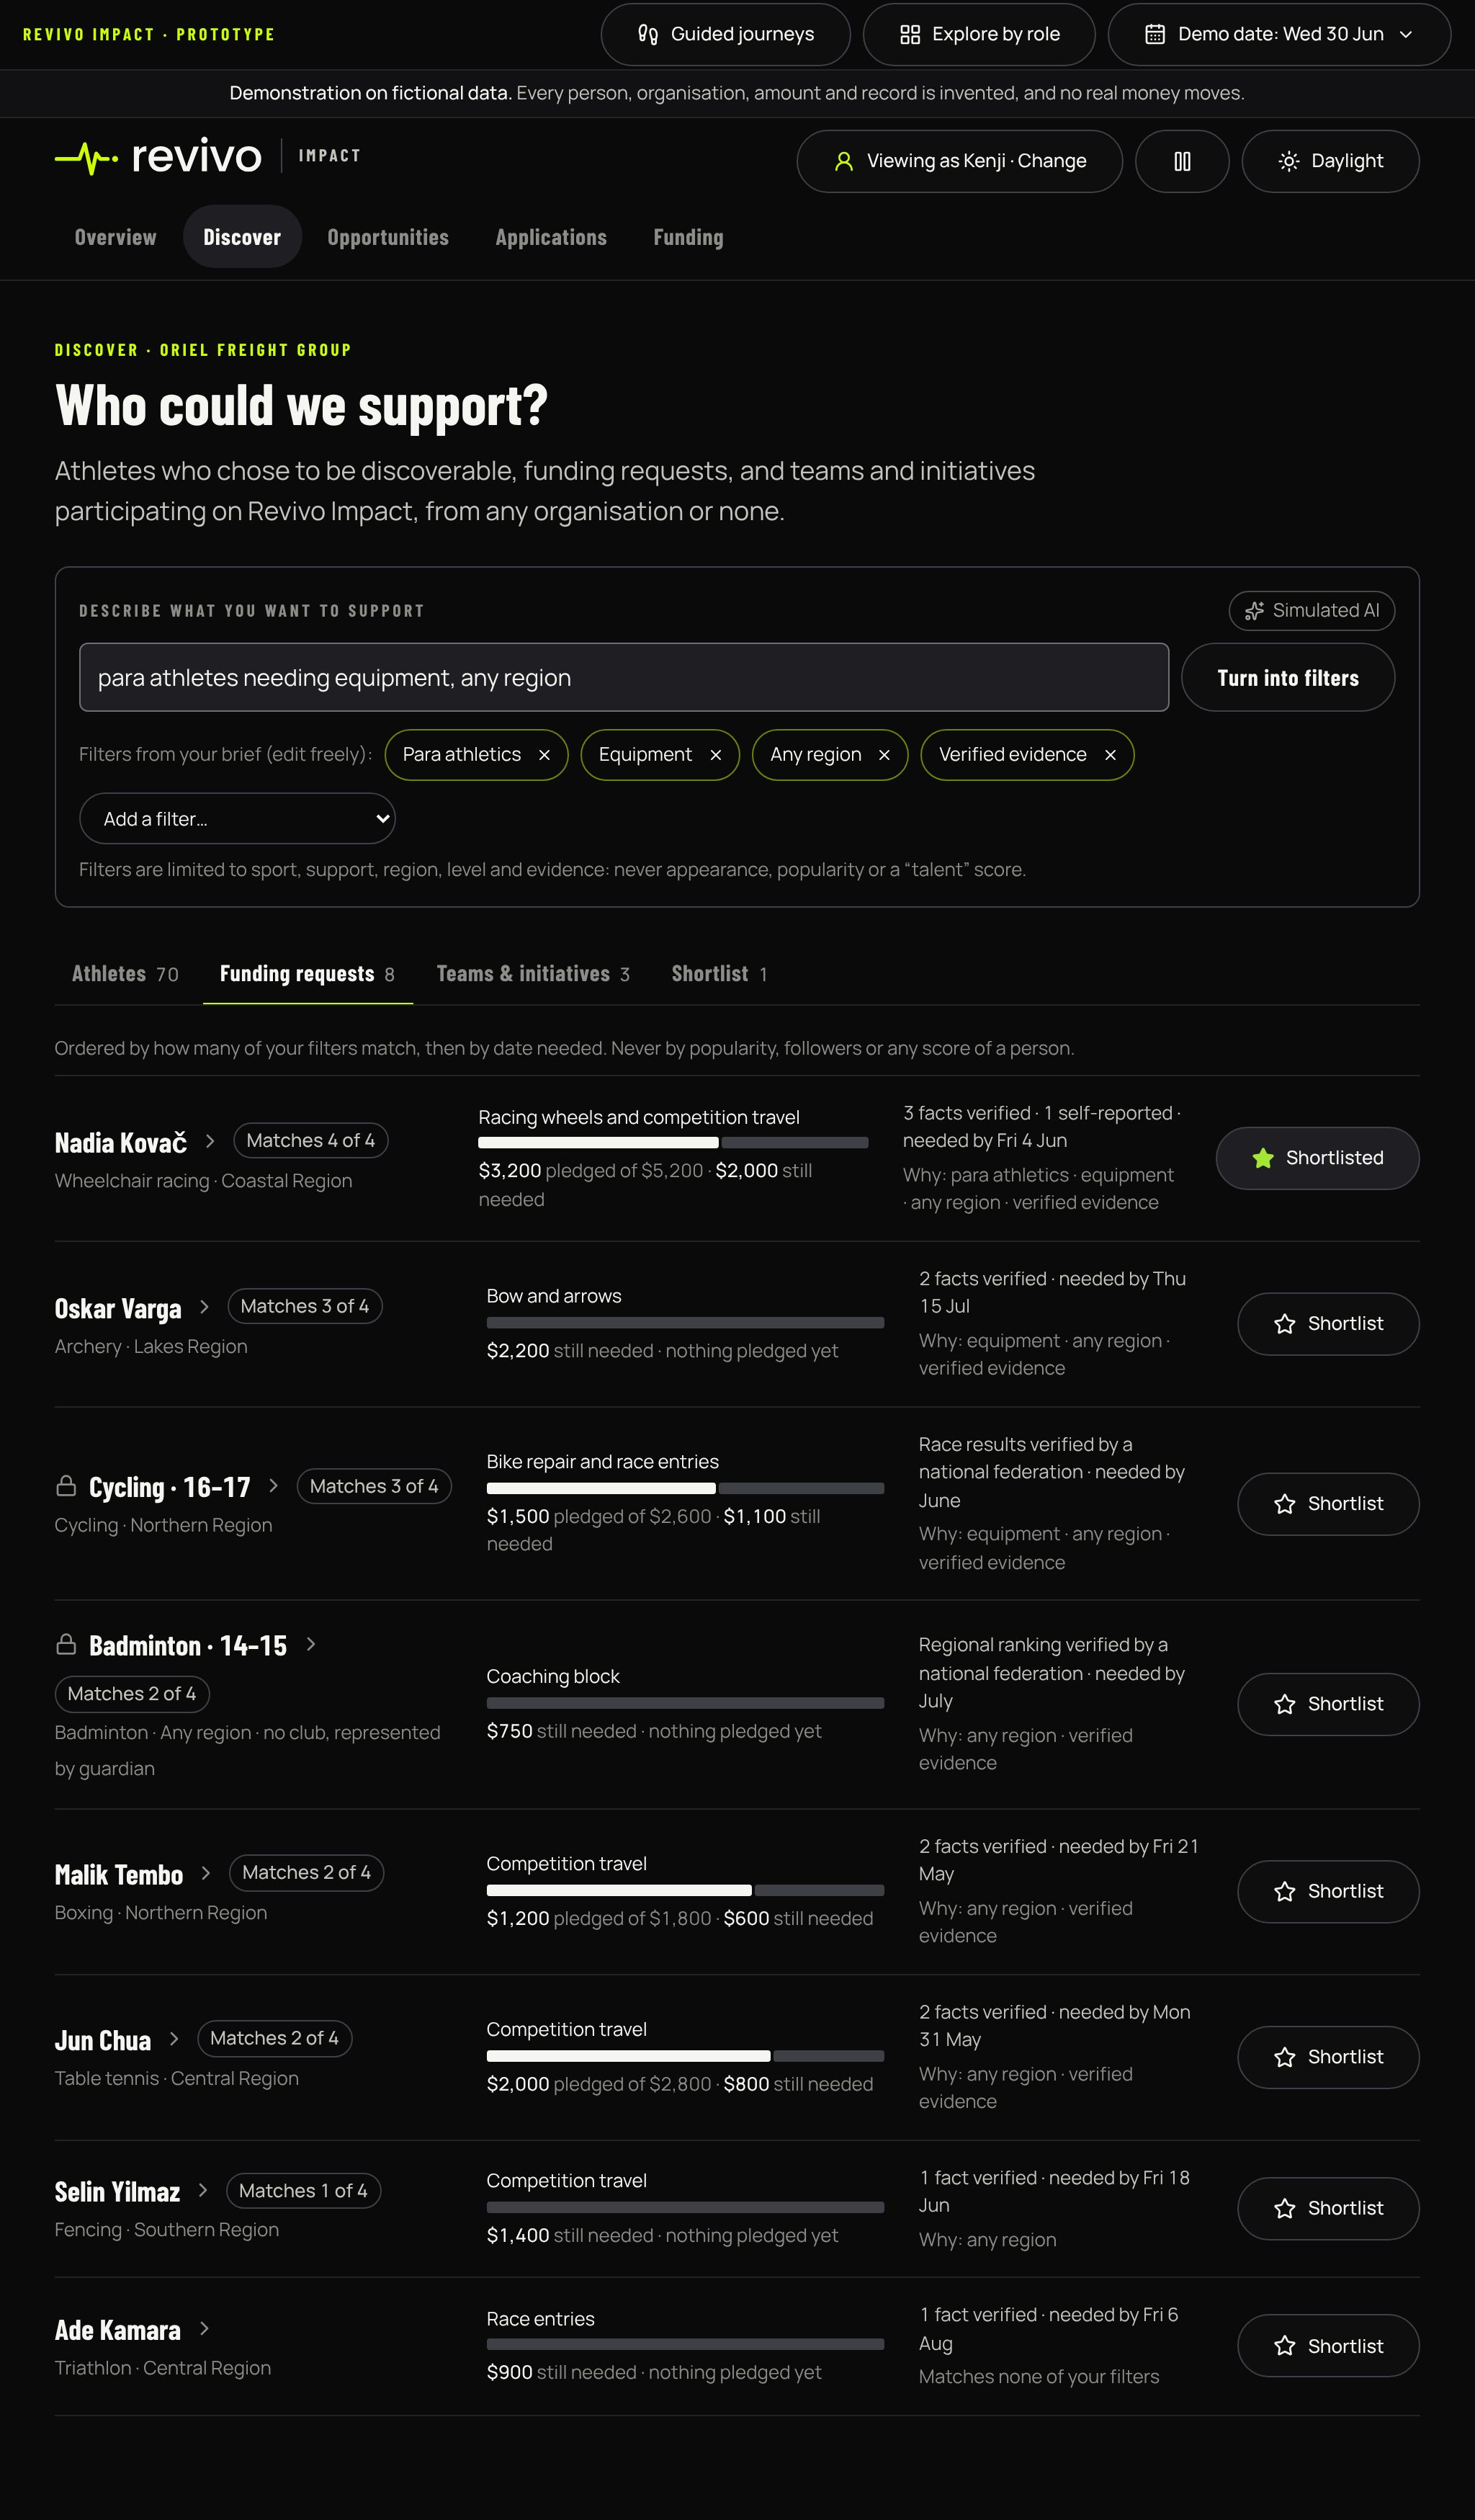 REVIVO IMPACT · PROTOTYPE
Guided journeys
Explore by role
Demo date: Wed 30 Jun
Demonstration on fictional data. Every person, organisation, amount and record is invented, and no real money moves.
revivo
IMPACT
Viewing as Kenji · Change
Daylight
Overview
Discover
Opportunities
Applications
Funding
DISCOVER · ORIEL FREIGHT GROUP
Who could we support?
Athletes who chose to be discoverable, funding requests, and teams and initiatives
participating on Revivo Impact, from any organisation or none.
DESCRIBE WHAT YOU WANT TO SUPPORT
Simulated AI
para athletes needing equipment, any region
Turn into filters
Filters from your brief (edit freely):
Para athletics ×
Equipment ×
Any region ×
Verified evidence ×
Add a filter…
Filters are limited to sport, support, region, level and evidence: never appearance, popularity or a “talent” score.
Athletes 70
Funding requests 8
Teams & initiatives 3
Shortlist 1
Ordered by how many of your filters match, then by date needed. Never by popularity, followers or any score of a person.
Nadia Kovač
Matches 4 of 4
Wheelchair racing · Coastal Region
Racing wheels and competition travel
$3,200 pledged of $5,200 · $2,000 still
needed
3 facts verified · 1 self-reported ·
needed by Fri 4 Jun
Why: para athletics · equipment
· any region · verified evidence
Shortlisted
Oskar Varga
Matches 3 of 4
Archery · Lakes Region
Bow and arrows
$2,200 still needed · nothing pledged yet
2 facts verified · needed by Thu
15 Jul
Why: equipment · any region ·
verified evidence
Shortlist
Cycling · 16–17
Matches 3 of 4
Cycling · Northern Region
Bike repair and race entries
$1,500 pledged of $2,600 · $1,100 still
needed
Race results verified by a
national federation · needed by
June
Why: equipment · any region ·
verified evidence
Shortlist
Badminton · 14–15
Matches 2 of 4
Badminton · Any region · no club, represented
by guardian
Coaching block
$750 still needed · nothing pledged yet
Regional ranking verified by a
national federation · needed by
July
Why: any region · verified
evidence
Shortlist
Malik Tembo
Matches 2 of 4
Boxing · Northern Region
Competition travel
$1,200 pledged of $1,800 · $600 still needed
2 facts verified · needed by Fri 21
May
Why: any region · verified
evidence
Shortlist
Jun Chua
Matches 2 of 4
Table tennis · Central Region
Competition travel
$2,000 pledged of $2,800 · $800 still needed
2 facts verified · needed by Mon
31 May
Why: any region · verified
evidence
Shortlist
Selin Yilmaz
Matches 1 of 4
Fencing · Southern Region
Competition travel
$1,400 still needed · nothing pledged yet
1 fact verified · needed by Fri 18
Jun
Why: any region
Shortlist
Ade Kamara
Triathlon · Central Region
Race entries
$900 still needed · nothing pledged yet
1 fact verified · needed by Fri 6
Aug
Matches none of your filters
Shortlist